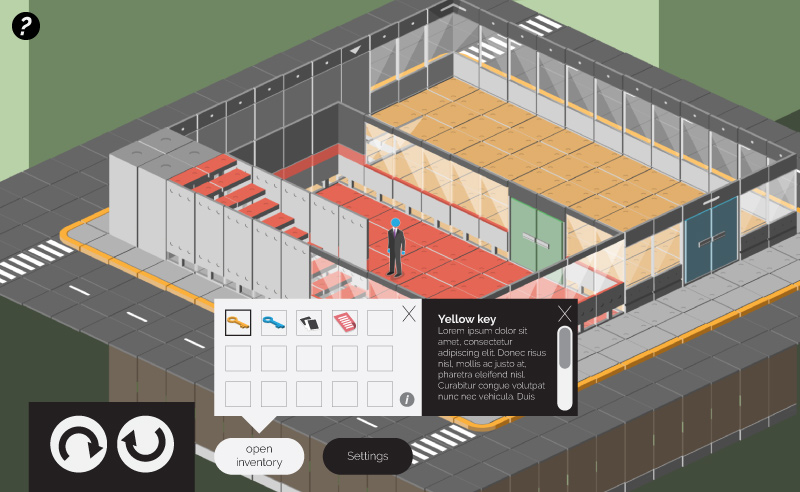 ?
Yellow key
Lorem ipsum dolor sit
amet, consectetur
adipiscing elit. Donec risus
nisl, mollis ac justo at,
pharetra eleifend nisl.
Curabitur congue volutpat
nunc nec vehicula. Duis
i
open
inventory
Settings